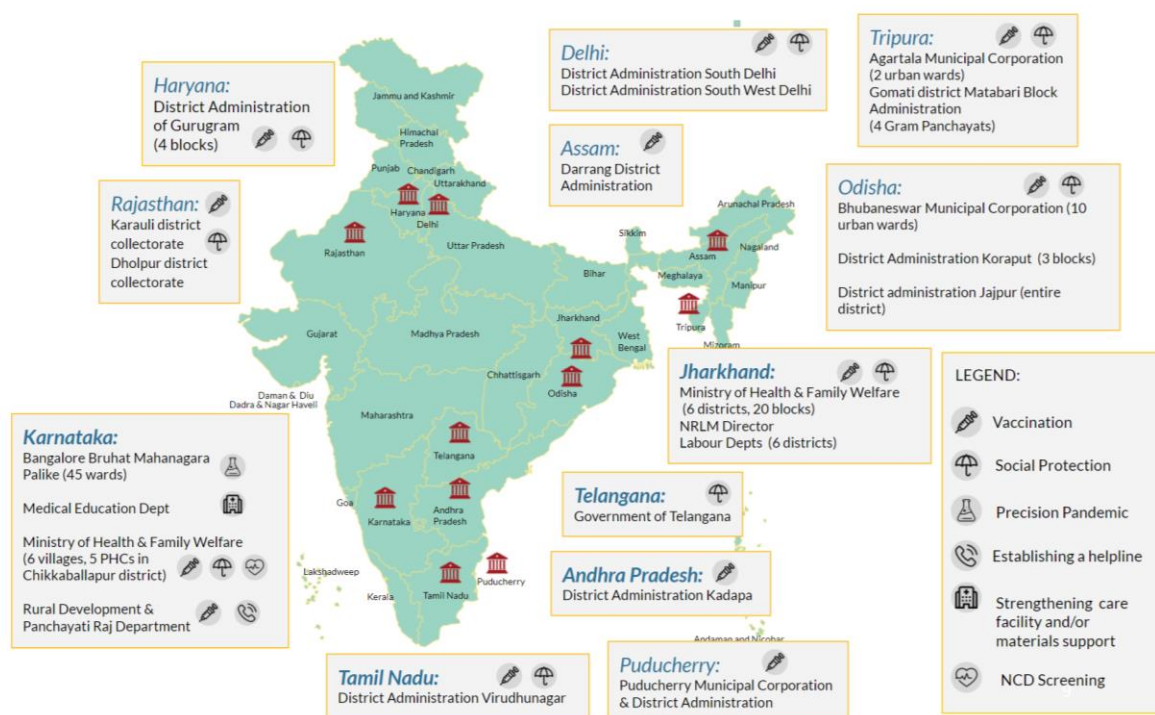 Haryana:
District Administration
of Gurugram
(4 blocks)
Rajasthan:
Karauli district
collectorate
Dholpur district
collectorate
Karnataka:
Bangalore Bruhat Mahanagara
Palike (45 wards)
Medical Education Dept
Ministry of Health & Family Welfare
(6 villages, 5 PHCs in
Chikkaballapur district)
Rural Development &
Panchayati Raj Department
Delhi:
District Administration South Delhi
District Administration South West Delhi
Assam:
Darrang District
Administration
Tripura:
Agartala Municipal Corporation
(2 urban wards)
Gomati district Matabari Block
Administration
(4 Gram Panchayats)
Odisha:
Bhubaneswar Municipal Corporation (10
urban wards)
District Administration Koraput (3 blocks)
District administration Jajpur (entire
district)
Jharkhand:
Ministry of Health & Family Welfare
(6 districts, 20 blocks)
NRLM Director
Labour Depts (6 districts)
Telangana:
Government of Telangana
Andhra Pradesh:
District Administration Kadapa
Tamil Nadu:
District Administration Virudhunagar
Puducherry:
Puducherry Municipal Corporation
& District Administration
LEGEND:
Vaccination
Social Protection
Precision Pandemic
Establishing a helpline
Strengthening care
facility and/or
materials support
NCD Screening
9
Jammu and Kashmir
Himachal
Pradesh
Punjab
Chandigarh
Uttarakhand
Haryana
Delhi
Rajasthan
Uttar Pradesh
Sikkim
Arunachal Pradesh
Assam
Nagaland
Meghalaya
Manipur
Tripura
Mizoram
Bihar
Jharkhand
West
Bengal
Gujarat
Madhya Pradesh
Chhattisgarh
Odisha
Daman & Diu
Dadra & Nagar Haveli
Maharashtra
Telangana
Goa
Karnataka
Andhra
Pradesh
Lakshadweep
Kerala
Tamil Nadu
Puducherry
Andaman and Nicobar